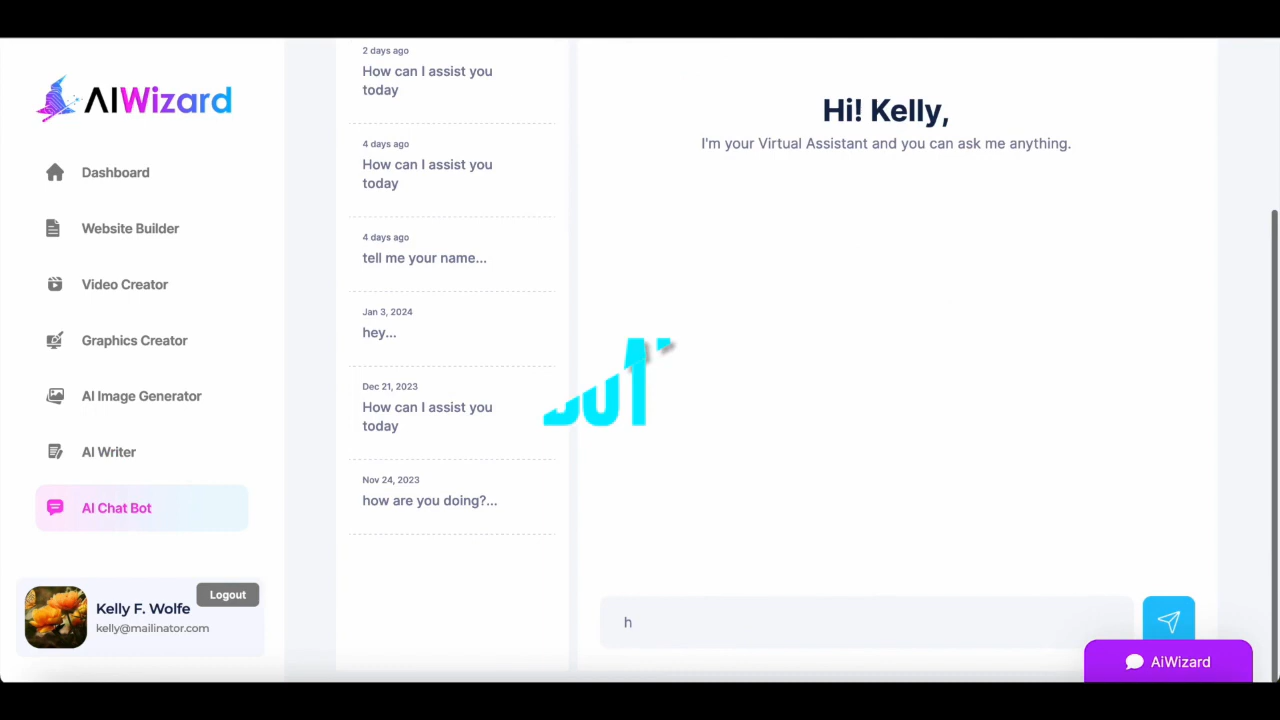 AIWizard
Dashboard
Website Builder
Video Creator
Graphics Creator
AI Image Generator
AI Writer
AI Chat Bot
Kelly F. Wolfe
Logout
kelly@mailinator.com
2 days ago
How can I assist you
today
4 days ago
How can I assist you
today
4 days ago
tell me your name...
Jan 3, 2024
hey...
Dec 21, 2023
How can I assist you
today
Nov 24, 2023
how are you doing?...
Hi! Kelly,
I'm your Virtual Assistant and you can ask me anything.
h
AiWizard